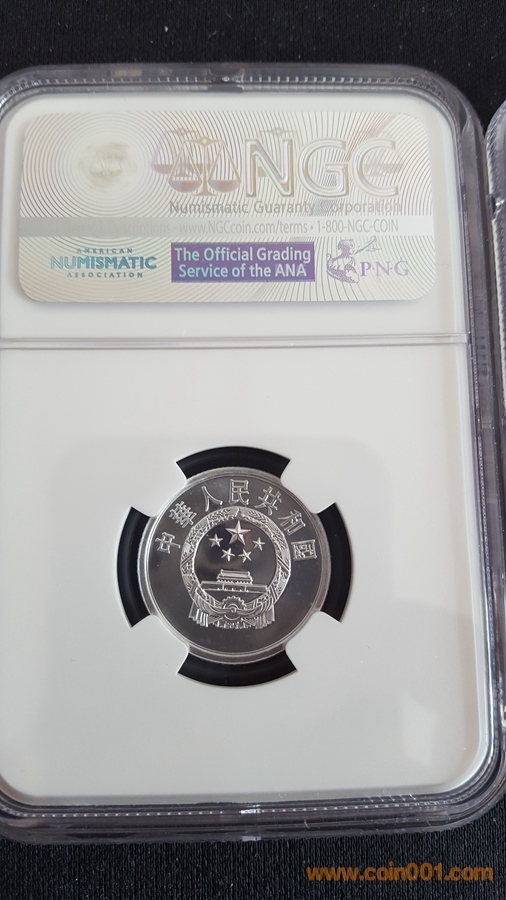 NGC
Numismatic Guaranty Corporation
www.NGCcoin.com/terms • 1-800-NGC-COIN
AMERICAN
NUMISMATIC
ASSOCIATION
The Official Grading
Service of the ANA
P·N·G
中華人民共和國
www.coin001.com